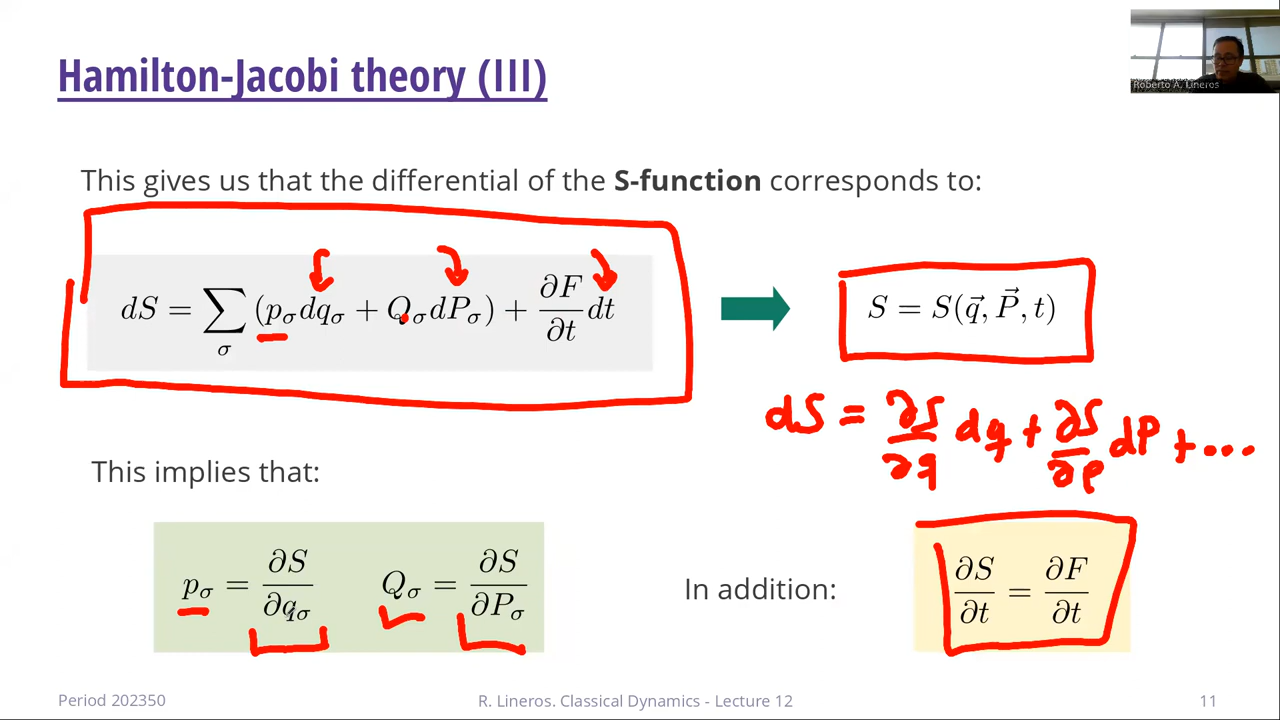 Hamilton-Jacobi theory (III)
Roberto A. Lineros
This gives us that the differential of the S-function corresponds to:
dS = ∑_σ (p_σ dq_σ + Q_σ dP_σ) + ∂F/∂t dt
S = S(q⃗, P⃗, t)
dS = ∂S/∂q dq + ∂S/∂P dP + ...
This implies that:
p_σ = ∂S/∂q_σ Q_σ = ∂S/∂P_σ
In addition:
∂S/∂t = ∂F/∂t
Period 202350
R. Lineros. Classical Dynamics - Lecture 12
11